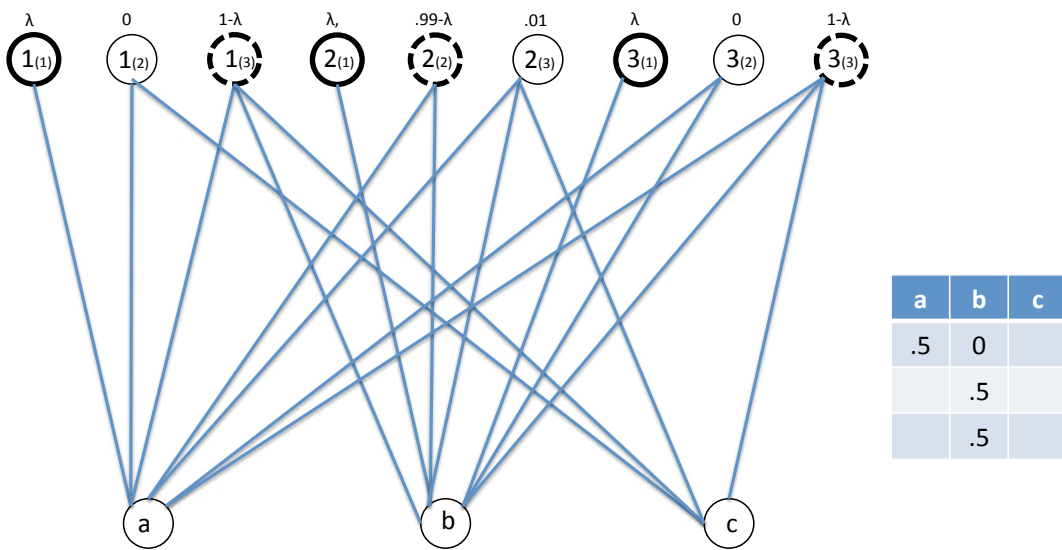 λ 0 1-λ λ, .99-λ .01 λ 0 1-λ
1(1) 1(2) 1(3) 2(1) 2(2) 2(3) 3(1) 3(2) 3(3)
a b c
.5 0
.5
.5
a b c